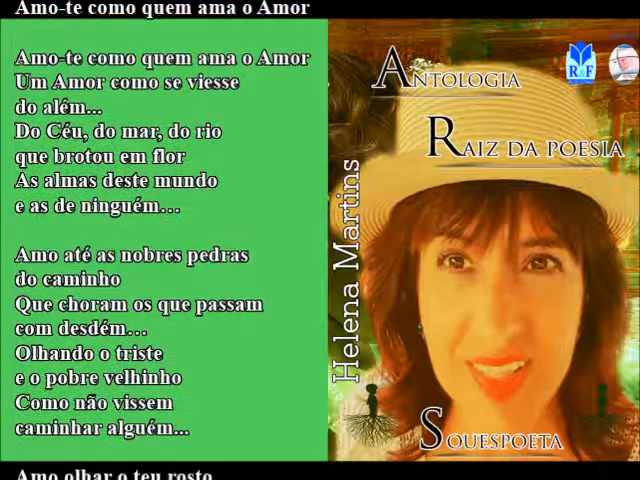 Amo-te como quem ama o Amor
Amo-te como quem ama o Amor
Um Amor como se viesse
do além...
Do Céu, do mar, do rio
que brotou em flor
As almas deste mundo
e as de ninguém...
Amo até as nobres pedras
do caminho
Que choram os que passam
com desdém...
Olhando o triste
e o pobre velhinho
Como não vissem
caminhar alguém...
Amo olhar o teu rosto
Antologia
Raiz da poesia
R&F
Helena Martins
Souespoeta